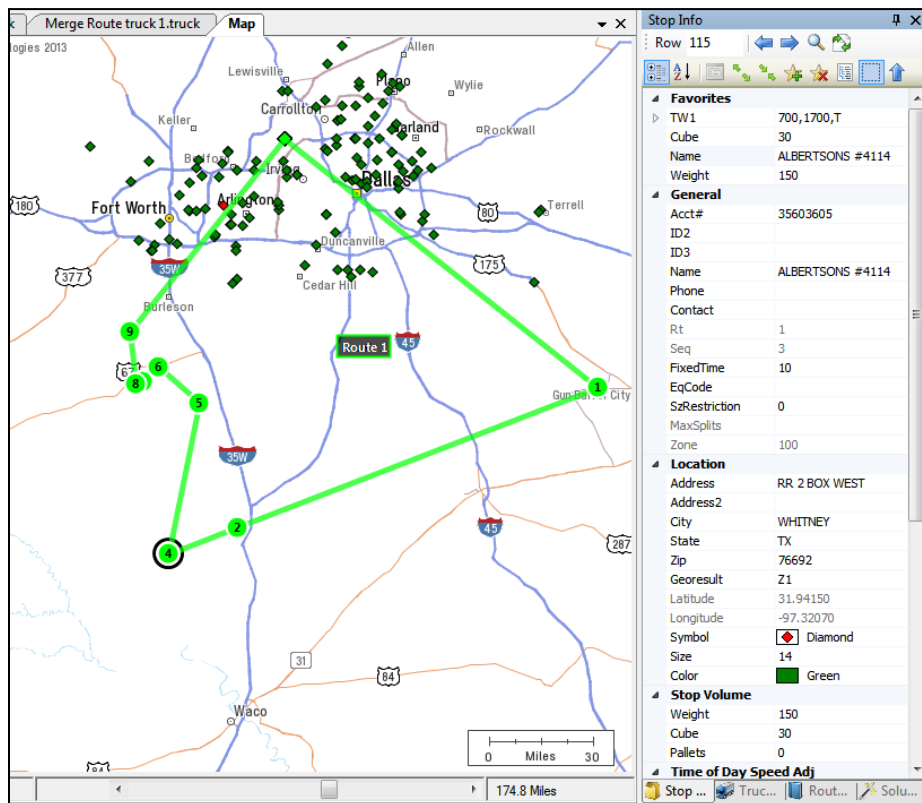 Merge Route truck 1.truck
Map
logies 2013
Allen
Lewisville
Plano
Wylie
Carrollton
Keller
Garland
Rockwall
Bedford
Irving
Dallas
Arlington
Fort Worth
180
80
Terrell
Duncanville
175
377
35W
Cedar Hill
Burleson
9
Route 1
45
6
67
8
1
5
Gun Barrel City
35W
2
45
4
287
31
84
Waco
0 Miles 30
84
174.8 Miles
Stop Info
Row 115
Favorites
TW1 700,1700,T
Cube 30
Name ALBERTSONS #4114
Weight 150
General
Acct# 35603605
ID2
ID3
Name ALBERTSONS #4114
Phone
Contact
Rt 1
Seq 3
FixedTime 10
EqCode
SzRestriction 0
MaxSplits
Zone 100
Location
Address RR 2 BOX WEST
Address2
City WHITNEY
State TX
Zip 76692
Georesult Z1
Latitude 31.94150
Longitude -97.32070
Symbol Diamond
Size 14
Color Green
Stop Volume
Weight 150
Cube 30
Pallets 0
Time of Day Speed Adj
Stop ... Truc... Rout... Solu...